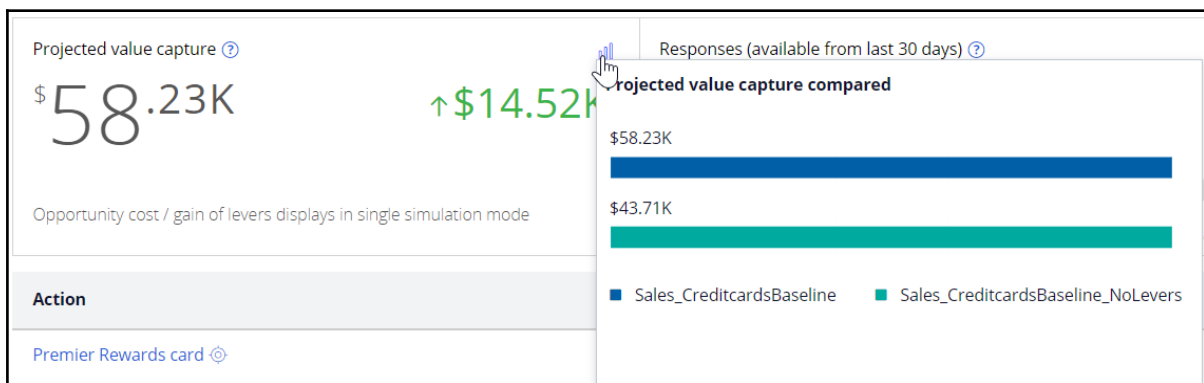 Projected value capture
$58.23K
↑$14.52K
Opportunity cost / gain of levers displays in single simulation mode
Action
Premier Rewards card
Responses (available from last 30 days)
Projected value capture compared
$58.23K
$43.71K
Sales_CreditcardsBaseline
Sales_CreditcardsBaseline_NoLevers